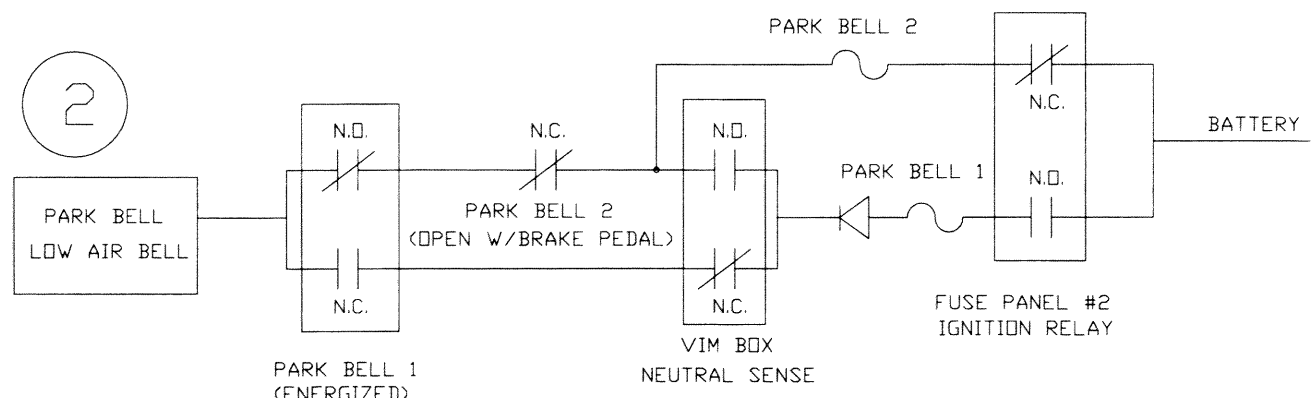 2
PARK BELL 2
N.C.
BATTERY
N.O.
N.C.
N.O.
PARK BELL 1
N.O.
PARK BELL
LOW AIR BELL
PARK BELL 2
(OPEN W/BRAKE PEDAL)
N.C.
N.C.
FUSE PANEL #2
IGNITION RELAY
VIM BOX
NEUTRAL SENSE
PARK BELL 1
(ENERGIZED)